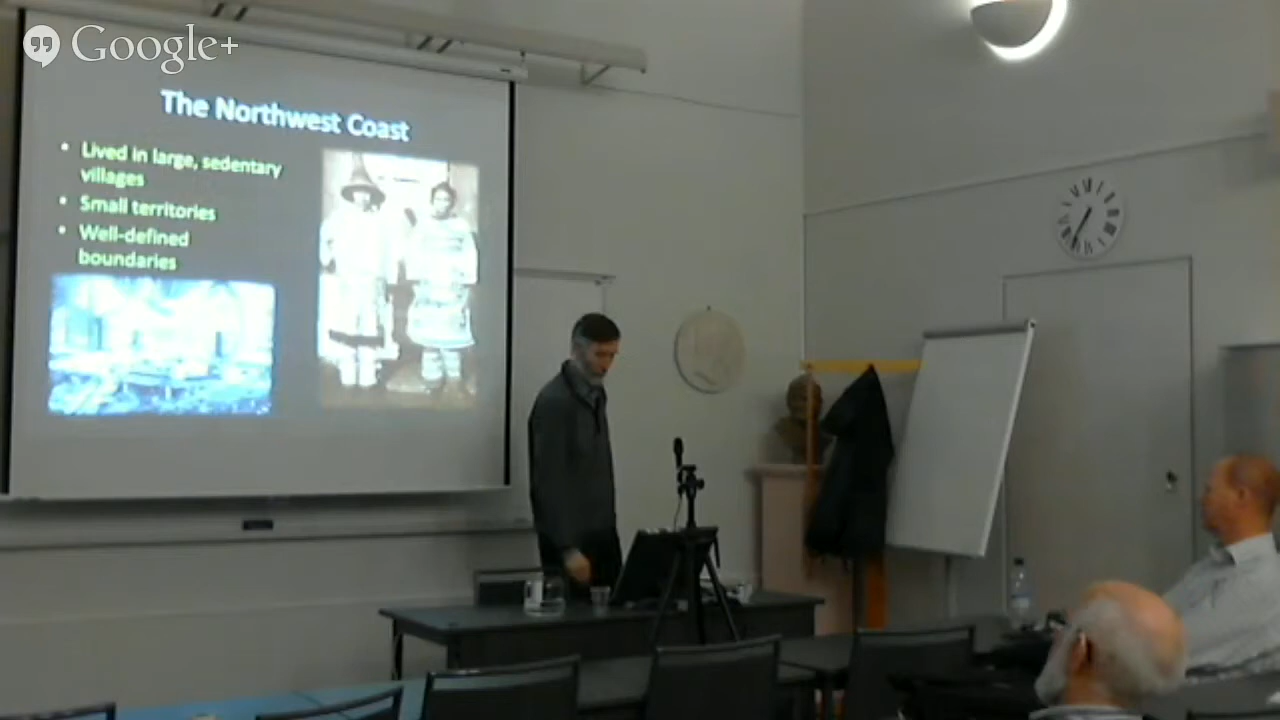 Google+
The Northwest Coast
• Lived in large, sedentary
villages
• Small territories
• Well-defined
boundaries